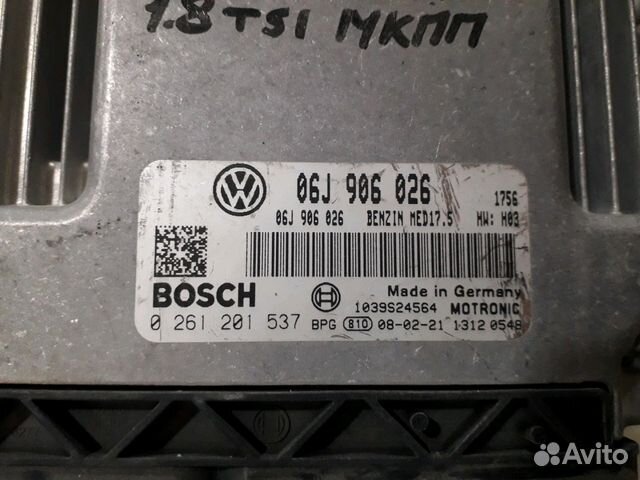 1.8 TSI МКПП
06J 906 026
1756
06J 906 026 BENZIN MED17.5 HW: H03
BOSCH
Made in Germany
1039S24564 MOTRONIC
0 261 201 537 BPG 810 08-02-21 1312 0548
Avito